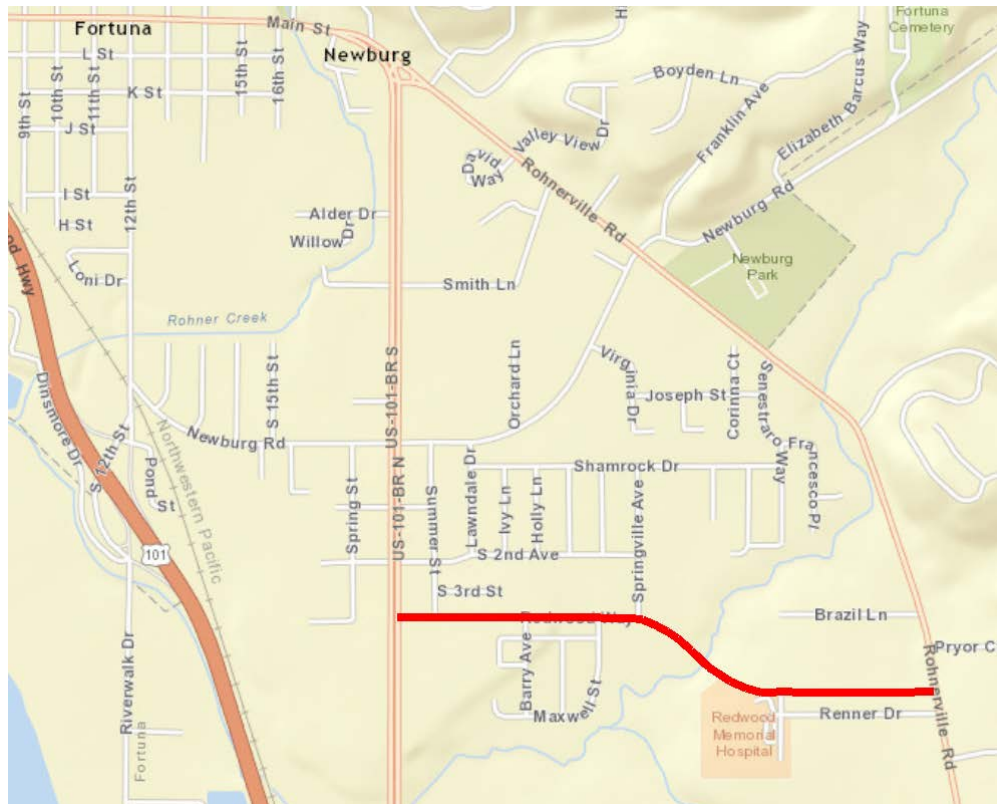 Fortuna
Main St
L St
Newburg
9th St
10th St
11th St
15th St
16th St
K St
J St
I St
H St
12th St
Loni Dr
Alder Dr
Willow Dr
Smith Ln
Rohner Creek
David Way
Valley View Dr
Boyden Ln
Franklin Ave
Elizabeth Barcus Way
Fortuna
Cemetery
H
Rohnerville Rd
Newburg Rd
Newburg
Park
od Hwy
Dinsmore Dr
S 12th St
Pond St
Northwestern Pacific
101
S 15th St
Newburg Rd
US-101-BR S
US-101-BR N
Orchard Ln
Virginia Dr
Joseph St
Corinna Ct
Senestraro Way
Francesco Pl
Shamrock Dr
Spring St
Summer St
Lawndale Dr
Ivy Ln
Holly Ln
Springville Ave
S 2nd Ave
S 3rd St
Barry Ave
Maxwell St
Brazil Ln
Pryor C
Rohnerville Rd
Renner Dr
Redwood
Memorial
Hospital
Riverwalk Dr
Fortuna